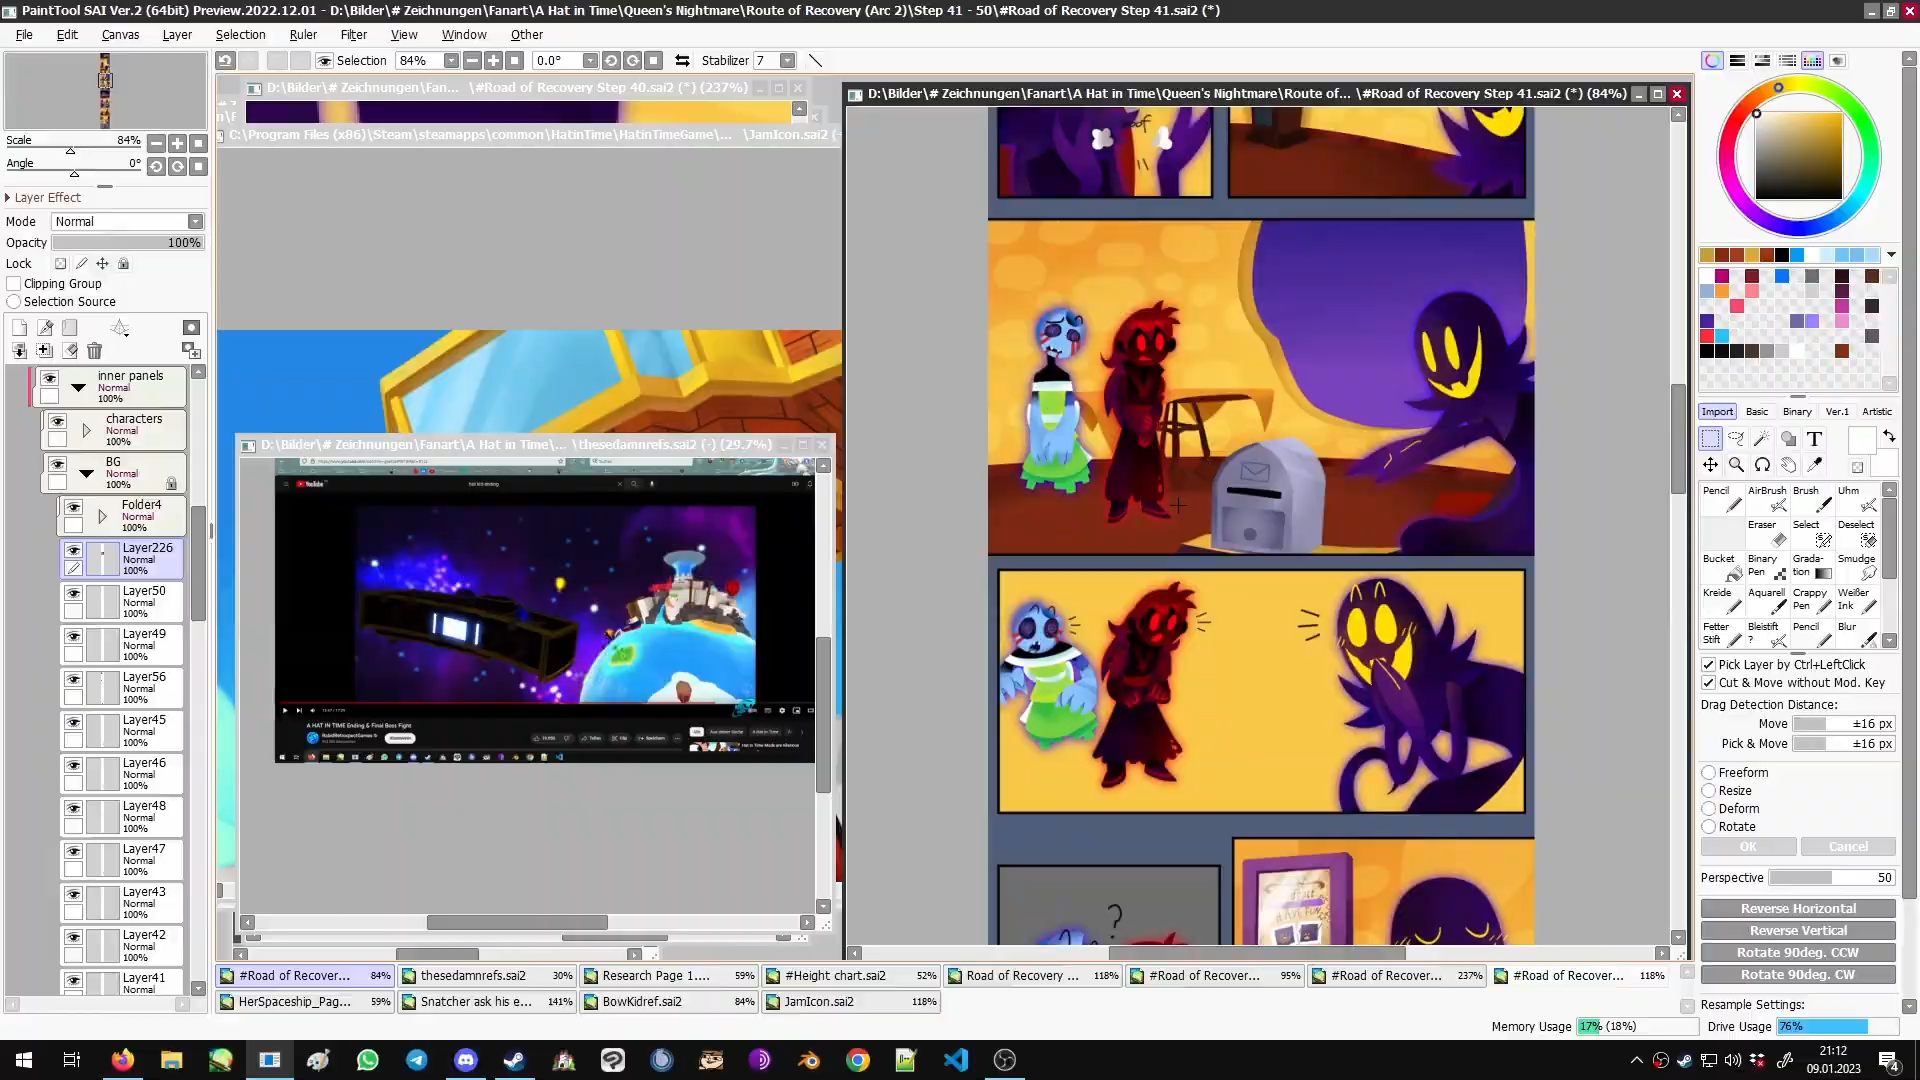 PaintTool SAI Ver.2 (64bit) Preview.2022.12.01 - D:\Bilder\# Zeichnungen\Fanart\A Hat in Time\Queen's Nightmare\Route of Recovery (Arc 2)\Step 41 - 50\#Road of Recovery Step 41.sai2 (*)
File Edit Canvas Layer Selection Ruler Filter View Window Other
Selection 84% 0.0° Stabilizer 7
D:\Bilder\# Zeichnungen\Fan... \#Road of Recovery Step 40.sai2 (*) (237%)
D:\Bilder\# Zeichnungen\Fanart\A Hat in Time\Queen's Nightmare\Route of... \#Road of Recovery Step 41.sai2 (*) (84%)
C:\Program Files (x86)\Steam\steamapps\common\HatinTime\HatinTimeGame\... \JamIcon.sai2 (
Scale 84%
Angle 0°
Layer Effect
Mode Normal
Opacity 100%
Lock
Clipping Group
Selection Source
inner panels
Normal
100%
characters
Normal
100%
BG
Normal
100%
Folder4
Normal
100%
Layer226
Normal
100%
Layer50
Normal
100%
Layer49
Normal
100%
Layer56
Normal
100%
Layer45
Normal
100%
Layer46
Normal
100%
Layer48
Normal
100%
Layer47
Normal
100%
Layer43
Normal
100%
Layer42
Normal
100%
Layer41
Normal
D:\Bilder\# Zeichnungen\Fanart\A Hat in Time\... \thesedamnrefs.sai2 (-) (29.7%)
YouTube
A HAT IN TIME Ending & Final Boss Fight
?
Import Basic Binary Ver.1 Artistic
T
Pencil AirBrush Brush Uhm
Eraser Select Deselect
Bucket Binary Pen Grada-tion Smudge
Kreide Aquarell Crappy Pen Weißer Ink
Fetter Stift Bleistift ? Pencil Blur
Pick Layer by Ctrl+LeftClick
Cut & Move without Mod. Key
Drag Detection Distance:
Move ±16 px
Pick & Move ±16 px
Freeform
Resize
Deform
Rotate
OK Cancel
Perspective 50
Reverse Horizontal
Reverse Vertical
Rotate 90deg. CCW
Rotate 90deg. CW
Resample Settings:
#Road of Recover... 84% thesedamnrefs.sai2 30% Research Page 1.... 59% #Height chart.sai2 52% Road of Recovery ... 118% #Road of Recover... 95% #Road of Recover... 237% #Road of Recover... 118%
HerSpaceship_Pag... 59% Snatcher ask his e... 141% BowKidref.sai2 84% JamIcon.sai2 118%
Memory Usage 17% (18%) Drive Usage 76%
21:12
09.01.2023
4